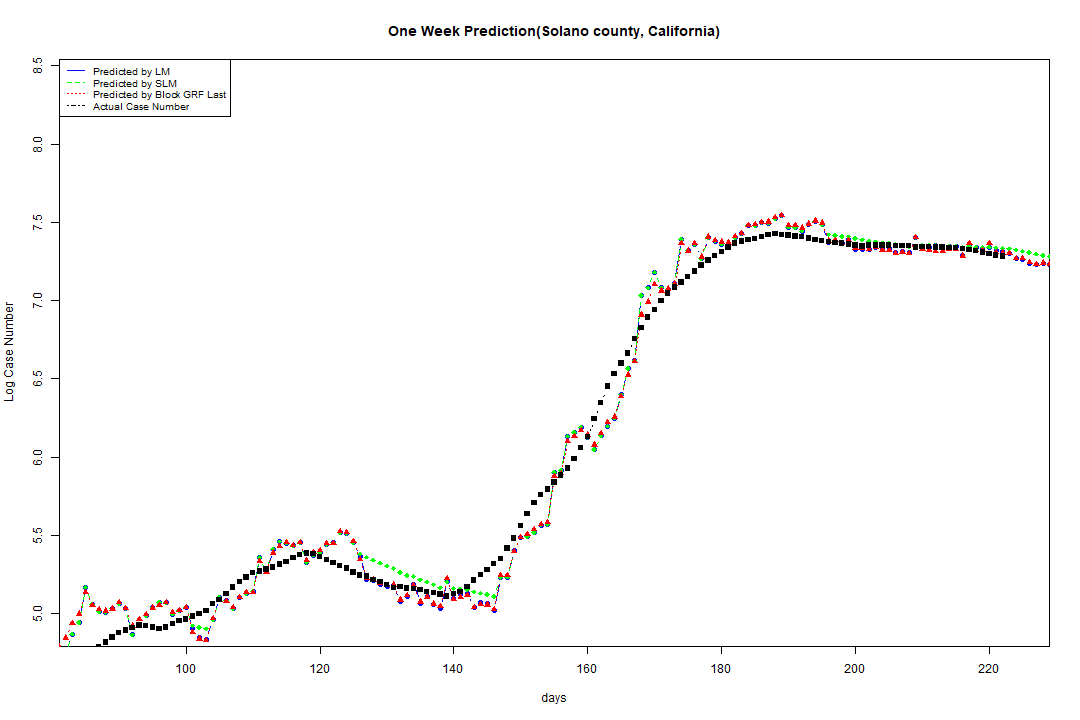 One Week Prediction(Solano county, California)
Predicted by LM
Predicted by SLM
Predicted by Block GRF Last
Actual Case Number
8.5
8.0
7.5
7.0
6.5
6.0
5.5
5.0
Log Case Number
100 120 140 160 180 200 220
days